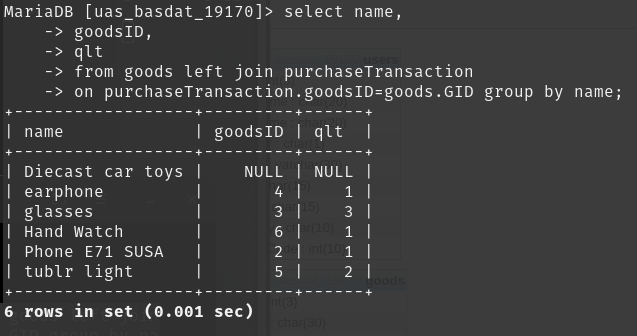 MariaDB [uas_basdat_19170]> select name,
    -> goodsID,
    -> qlt
    -> from goods left join purchaseTransaction
    -> on purchaseTransaction.goodsID=goods.GID group by name;
+------------------+---------+------+
| name             | goodsID | qlt  |
+------------------+---------+------+
| Diecast car toys |    NULL | NULL |
| earphone         |       4 |    1 |
| glasses          |       3 |    3 |
| Hand Watch       |       6 |    1 |
| Phone E71 SUSA   |       2 |    1 |
| tublr light      |       5 |    2 |
+------------------+---------+------+
6 rows in set (0.001 sec)